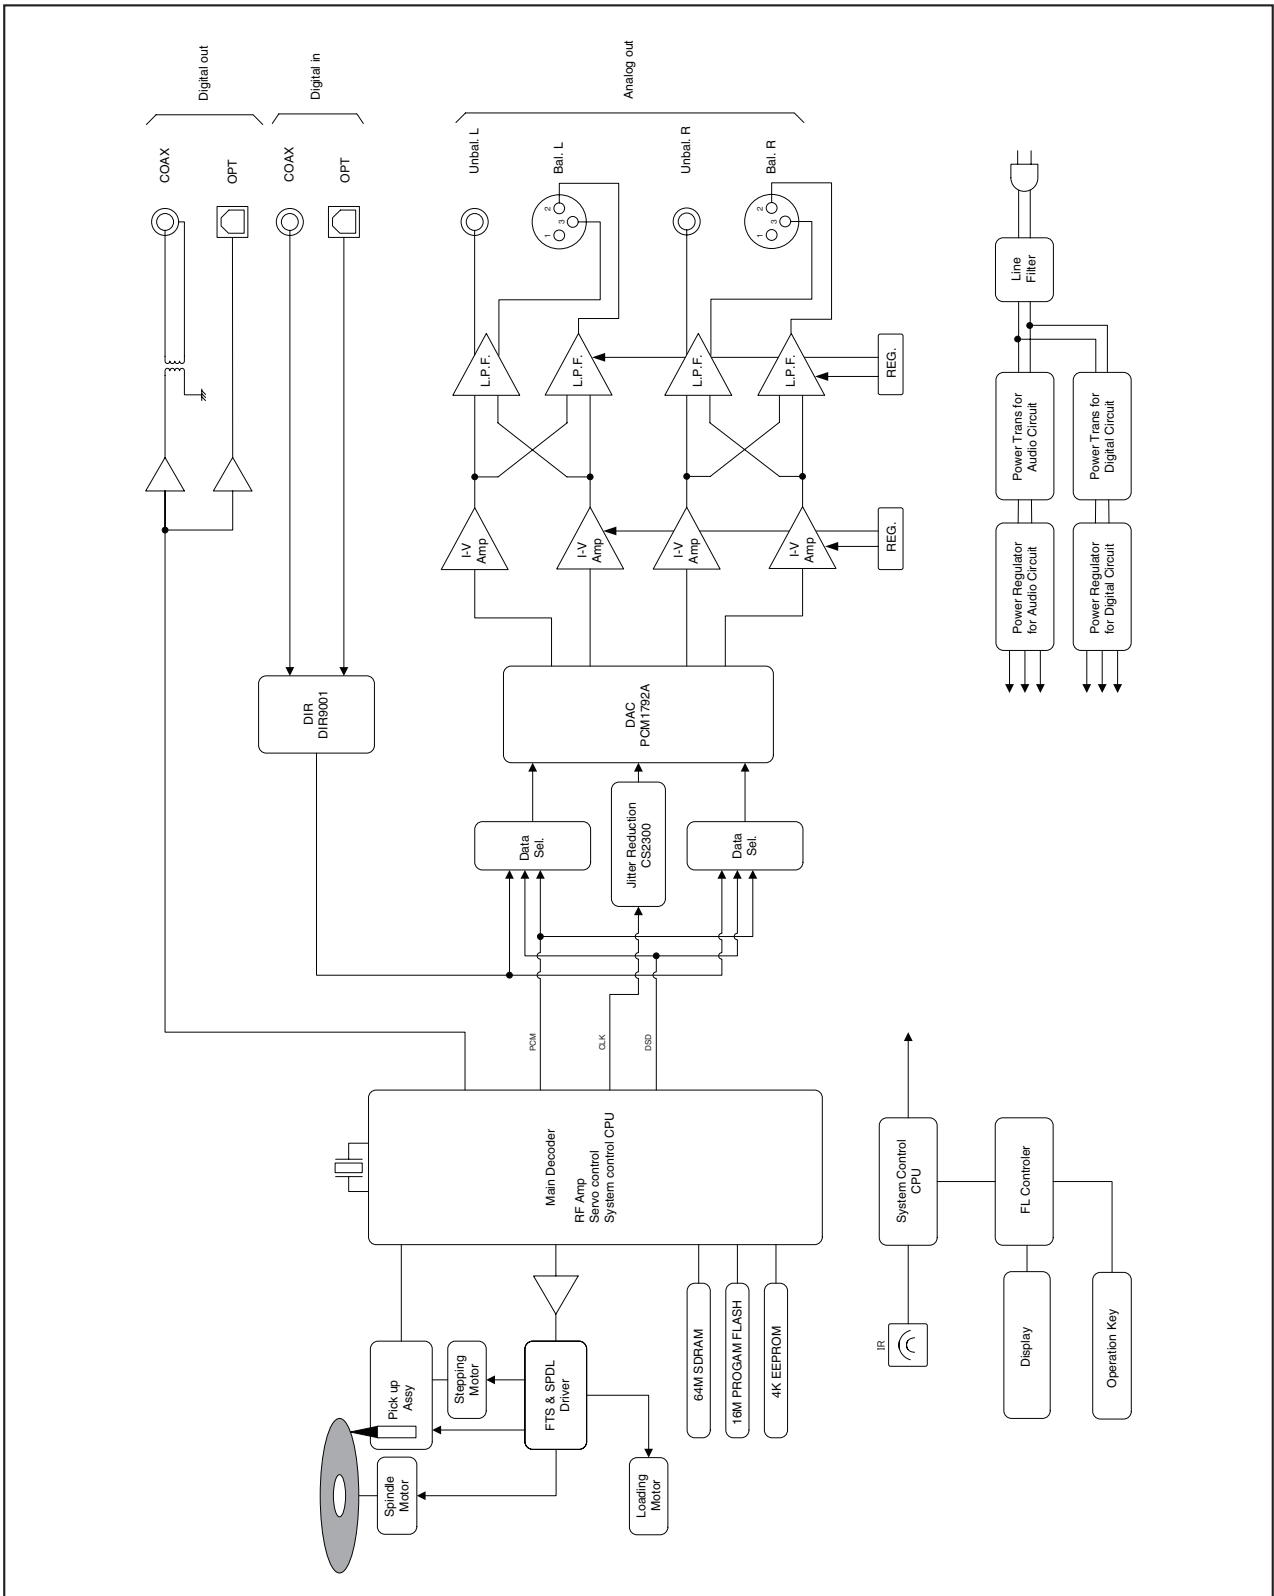 Digital out
Digital in
Analog out
COAX
OPT
COAX
OPT
Unbal. L
Bal. L
Unbal. R
Bal. R
1
2
3
1
2
3
L.P.F.
L.P.F.
L.P.F.
L.P.F.
REG.
I-V
Amp
I-V
Amp
I-V
Amp
I-V
Amp
REG.
Line
Filter
Power Trans for
Audio Circuit
Power Trans for
Digital Circuit
Power Regulator
for Audio Circuit
Power Regulator
for Digital Circuit
DIR
DIR9001
DAC
PCM1792A
Data
Sel.
Jitter Reduction
CS2300
Data
Sel.
PCM
CLK
DSD
Main Decoder
RF Amp
Servo control
System control CPU
System Control
CPU
FL Controler
IR
Display
Operation Key
64M SDRAM
16M PROGAM FLASH
4K EEPROM
Pick up
Assy
Stepping
Motor
FTS & SPDL
Driver
Spindle
Motor
Loading
Motor